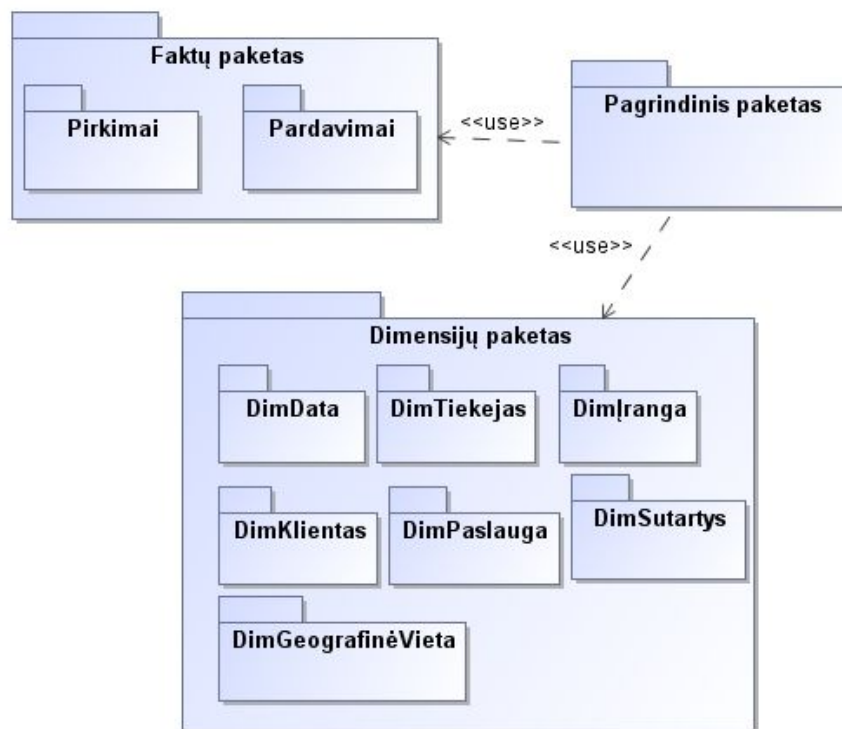 Faktų paketas
Pirkimai
Pardavimai
<<use>>
Pagrindinis paketas
<<use>>
Dimensijų paketas
DimData
DimTiekejas
DimĮranga
DimKlientas
DimPaslauga
DimSutartys
DimGeografinėVieta